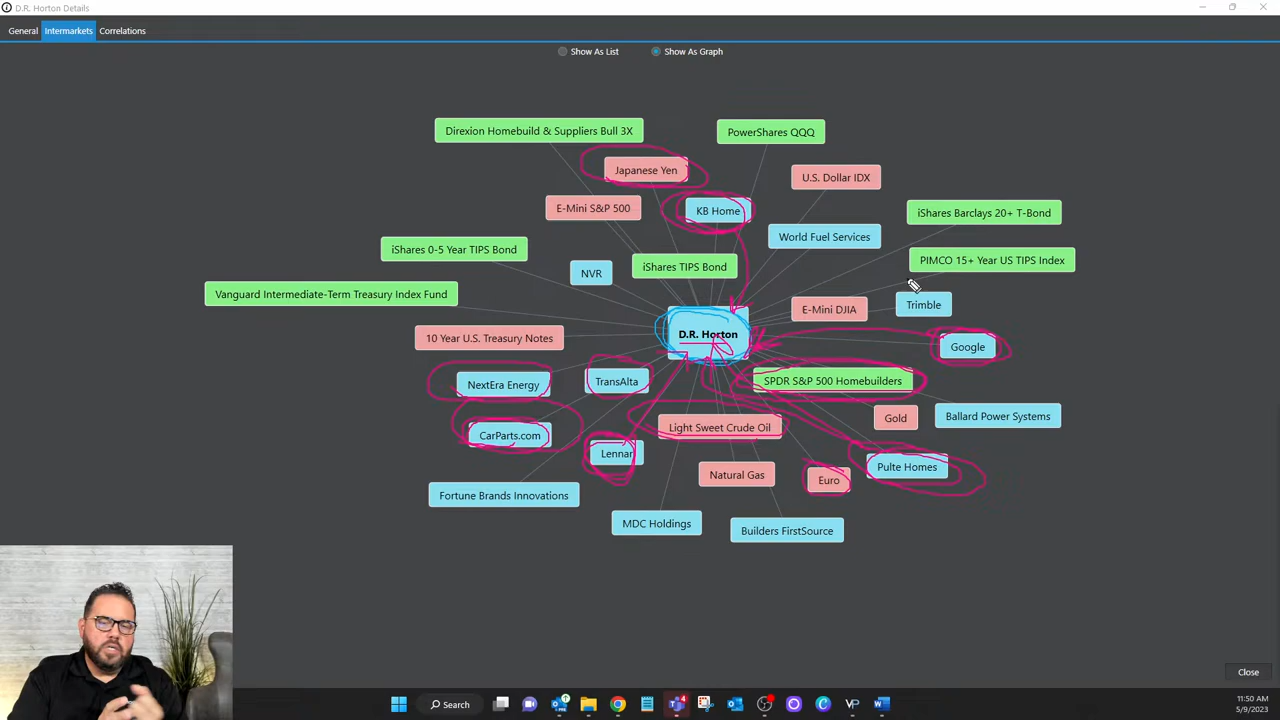 D.R. Horton Details
General Intermarkets Correlations
Show As List Show As Graph
Direxion Homebuild & Suppliers Bull 3X
PowerShares QQQ
Japanese Yen
U.S. Dollar IDX
E-Mini S&P 500
KB Home
iShares Barclays 20+ T-Bond
World Fuel Services
iShares 0-5 Year TIPS Bond
PIMCO 15+ Year US TIPS Index
NVR
iShares TIPS Bond
Vanguard Intermediate-Term Treasury Index Fund
Trimble
E-Mini DJIA
10 Year U.S. Treasury Notes
D.R. Horton
Google
NextEra Energy
TransAlta
SPDR S&P 500 Homebuilders
Gold
Ballard Power Systems
CarParts.com
Light Sweet Crude Oil
Lennar
Pulte Homes
Natural Gas
Euro
Fortune Brands Innovations
MDC Holdings
Builders FirstSource
Close
Search
11:50 AM
5/9/2023